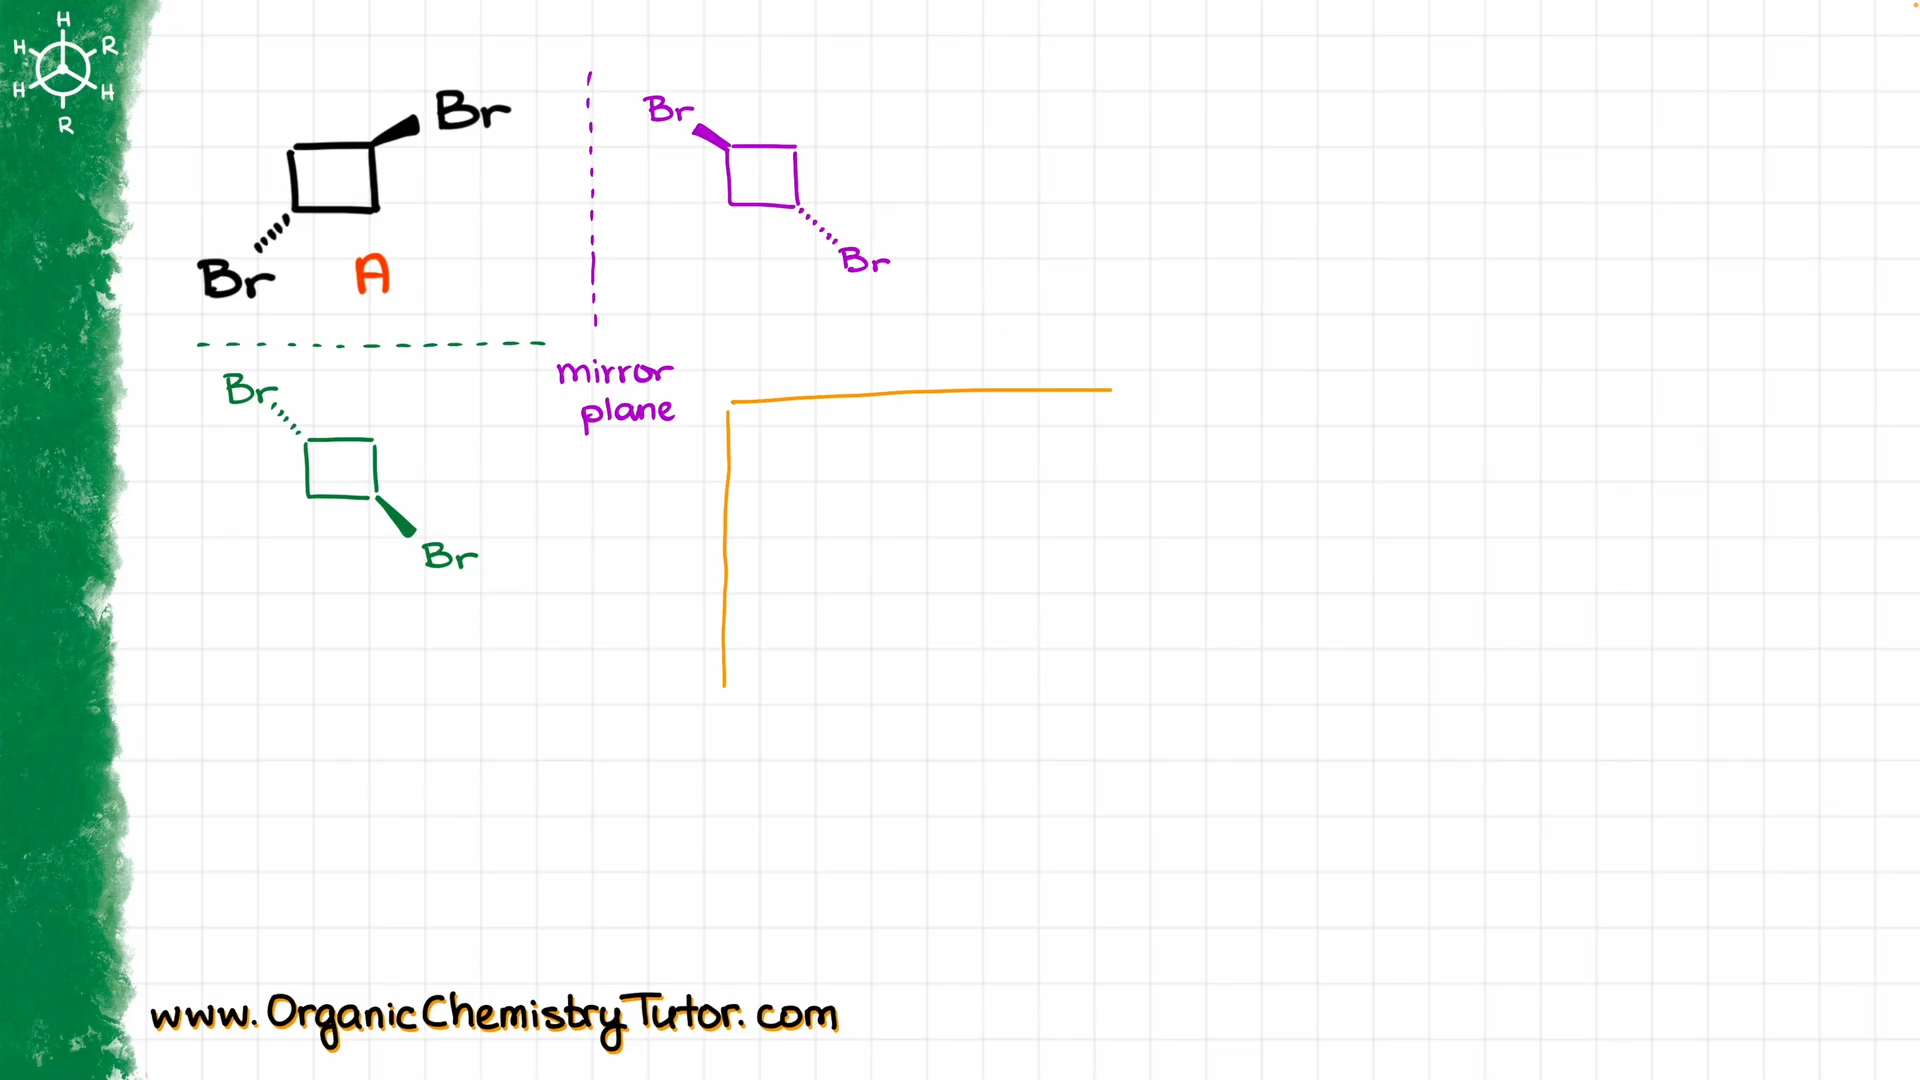 H
H R
H H
R
Br
Br
A
Br
Br
mirror
plane
Br
Br
www.OrganicChemistryTutor.com